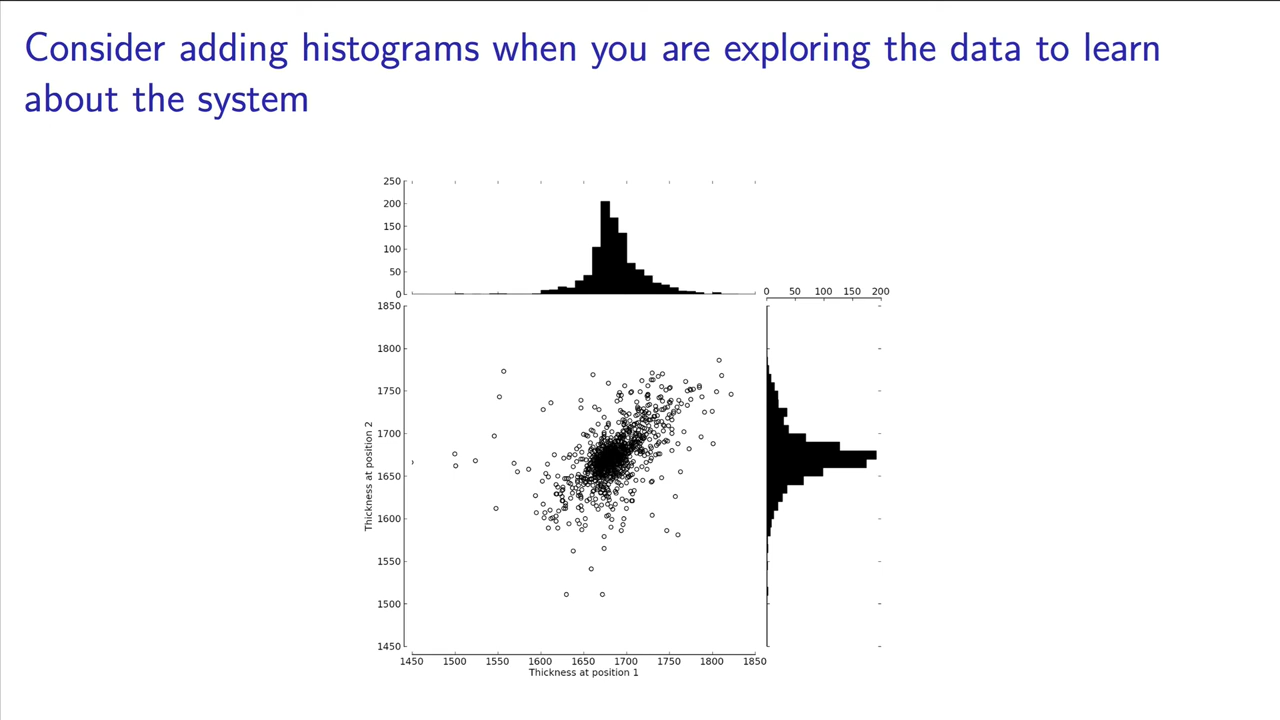 Consider adding histograms when you are exploring the data to learn
about the system
250
200
150
100
50
0
0 50 100 150 200
1850
1800
1750
1700
1650
1600
1550
1500
1450
Thickness at position 2
1450 1500 1550 1600 1650 1700 1750 1800 1850
Thickness at position 1